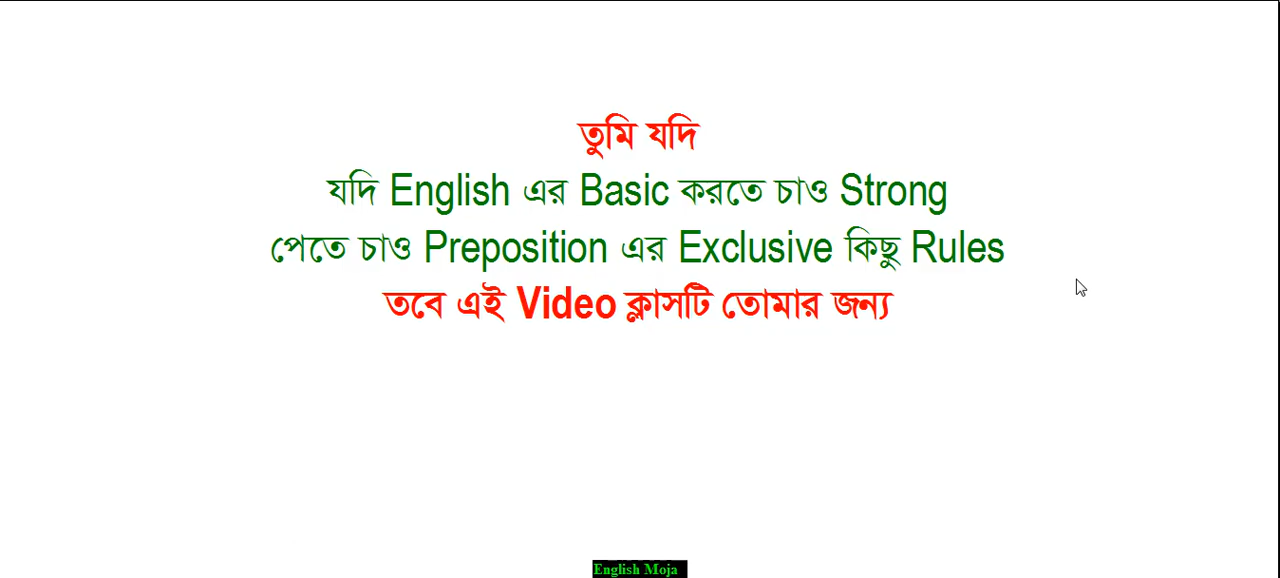 তুমি যদি
যদি English এর Basic করতে চাও Strong
পেতে চাও Preposition এর Exclusive কিছু Rules
তবে এই Video ক্লাসটি তোমার জন্য
English Moja